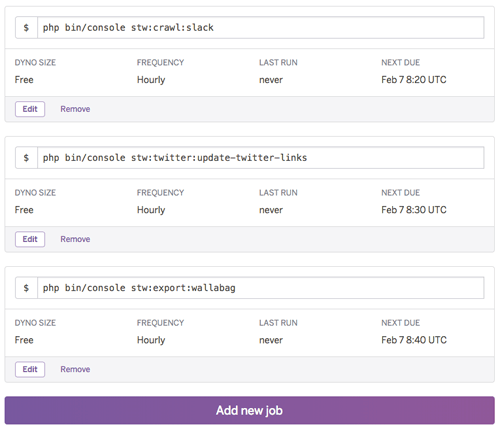 $ php bin/console stw:crawl:slack
DYNO SIZE FREQUENCY LAST RUN NEXT DUE
Free Hourly never Feb 7 8:20 UTC
Edit Remove
$ php bin/console stw:twitter:update-twitter-links
DYNO SIZE FREQUENCY LAST RUN NEXT DUE
Free Hourly never Feb 7 8:30 UTC
Edit Remove
$ php bin/console stw:export:wallabag
DYNO SIZE FREQUENCY LAST RUN NEXT DUE
Free Hourly never Feb 7 8:40 UTC
Edit Remove
Add new job